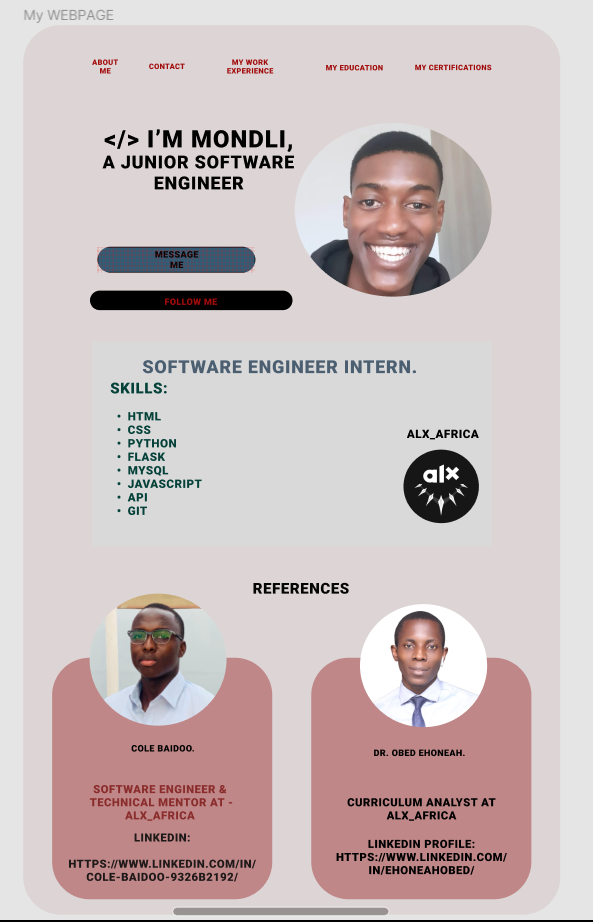 My WEBPAGE
ABOUT
ME
CONTACT
MY WORK
EXPERIENCE
MY EDUCATION
MY CERTIFICATIONS
</> I'M MONDLI,
A JUNIOR SOFTWARE
ENGINEER
MESSAGE
ME
FOLLOW ME
SOFTWARE ENGINEER INTERN.
SKILLS:
• HTML
• CSS
• PYTHON
• FLASK
• MYSQL
• JAVASCRIPT
• API
• GIT
ALX_AFRICA
alx
REFERENCES
COLE BAIDOO.
SOFTWARE ENGINEER &
TECHNICAL MENTOR AT -
ALX_AFRICA
LINKEDIN:
HTTPS://WWW.LINKEDIN.COM/IN/
COLE-BAIDOO-9326B2192/
DR. OBED EHONEAH.
CURRICULUM ANALYST AT
ALX_AFRICA
LINKEDIN PROFILE:
HTTPS://WWW.LINKEDIN.COM/
IN/EHONEAHOBED/